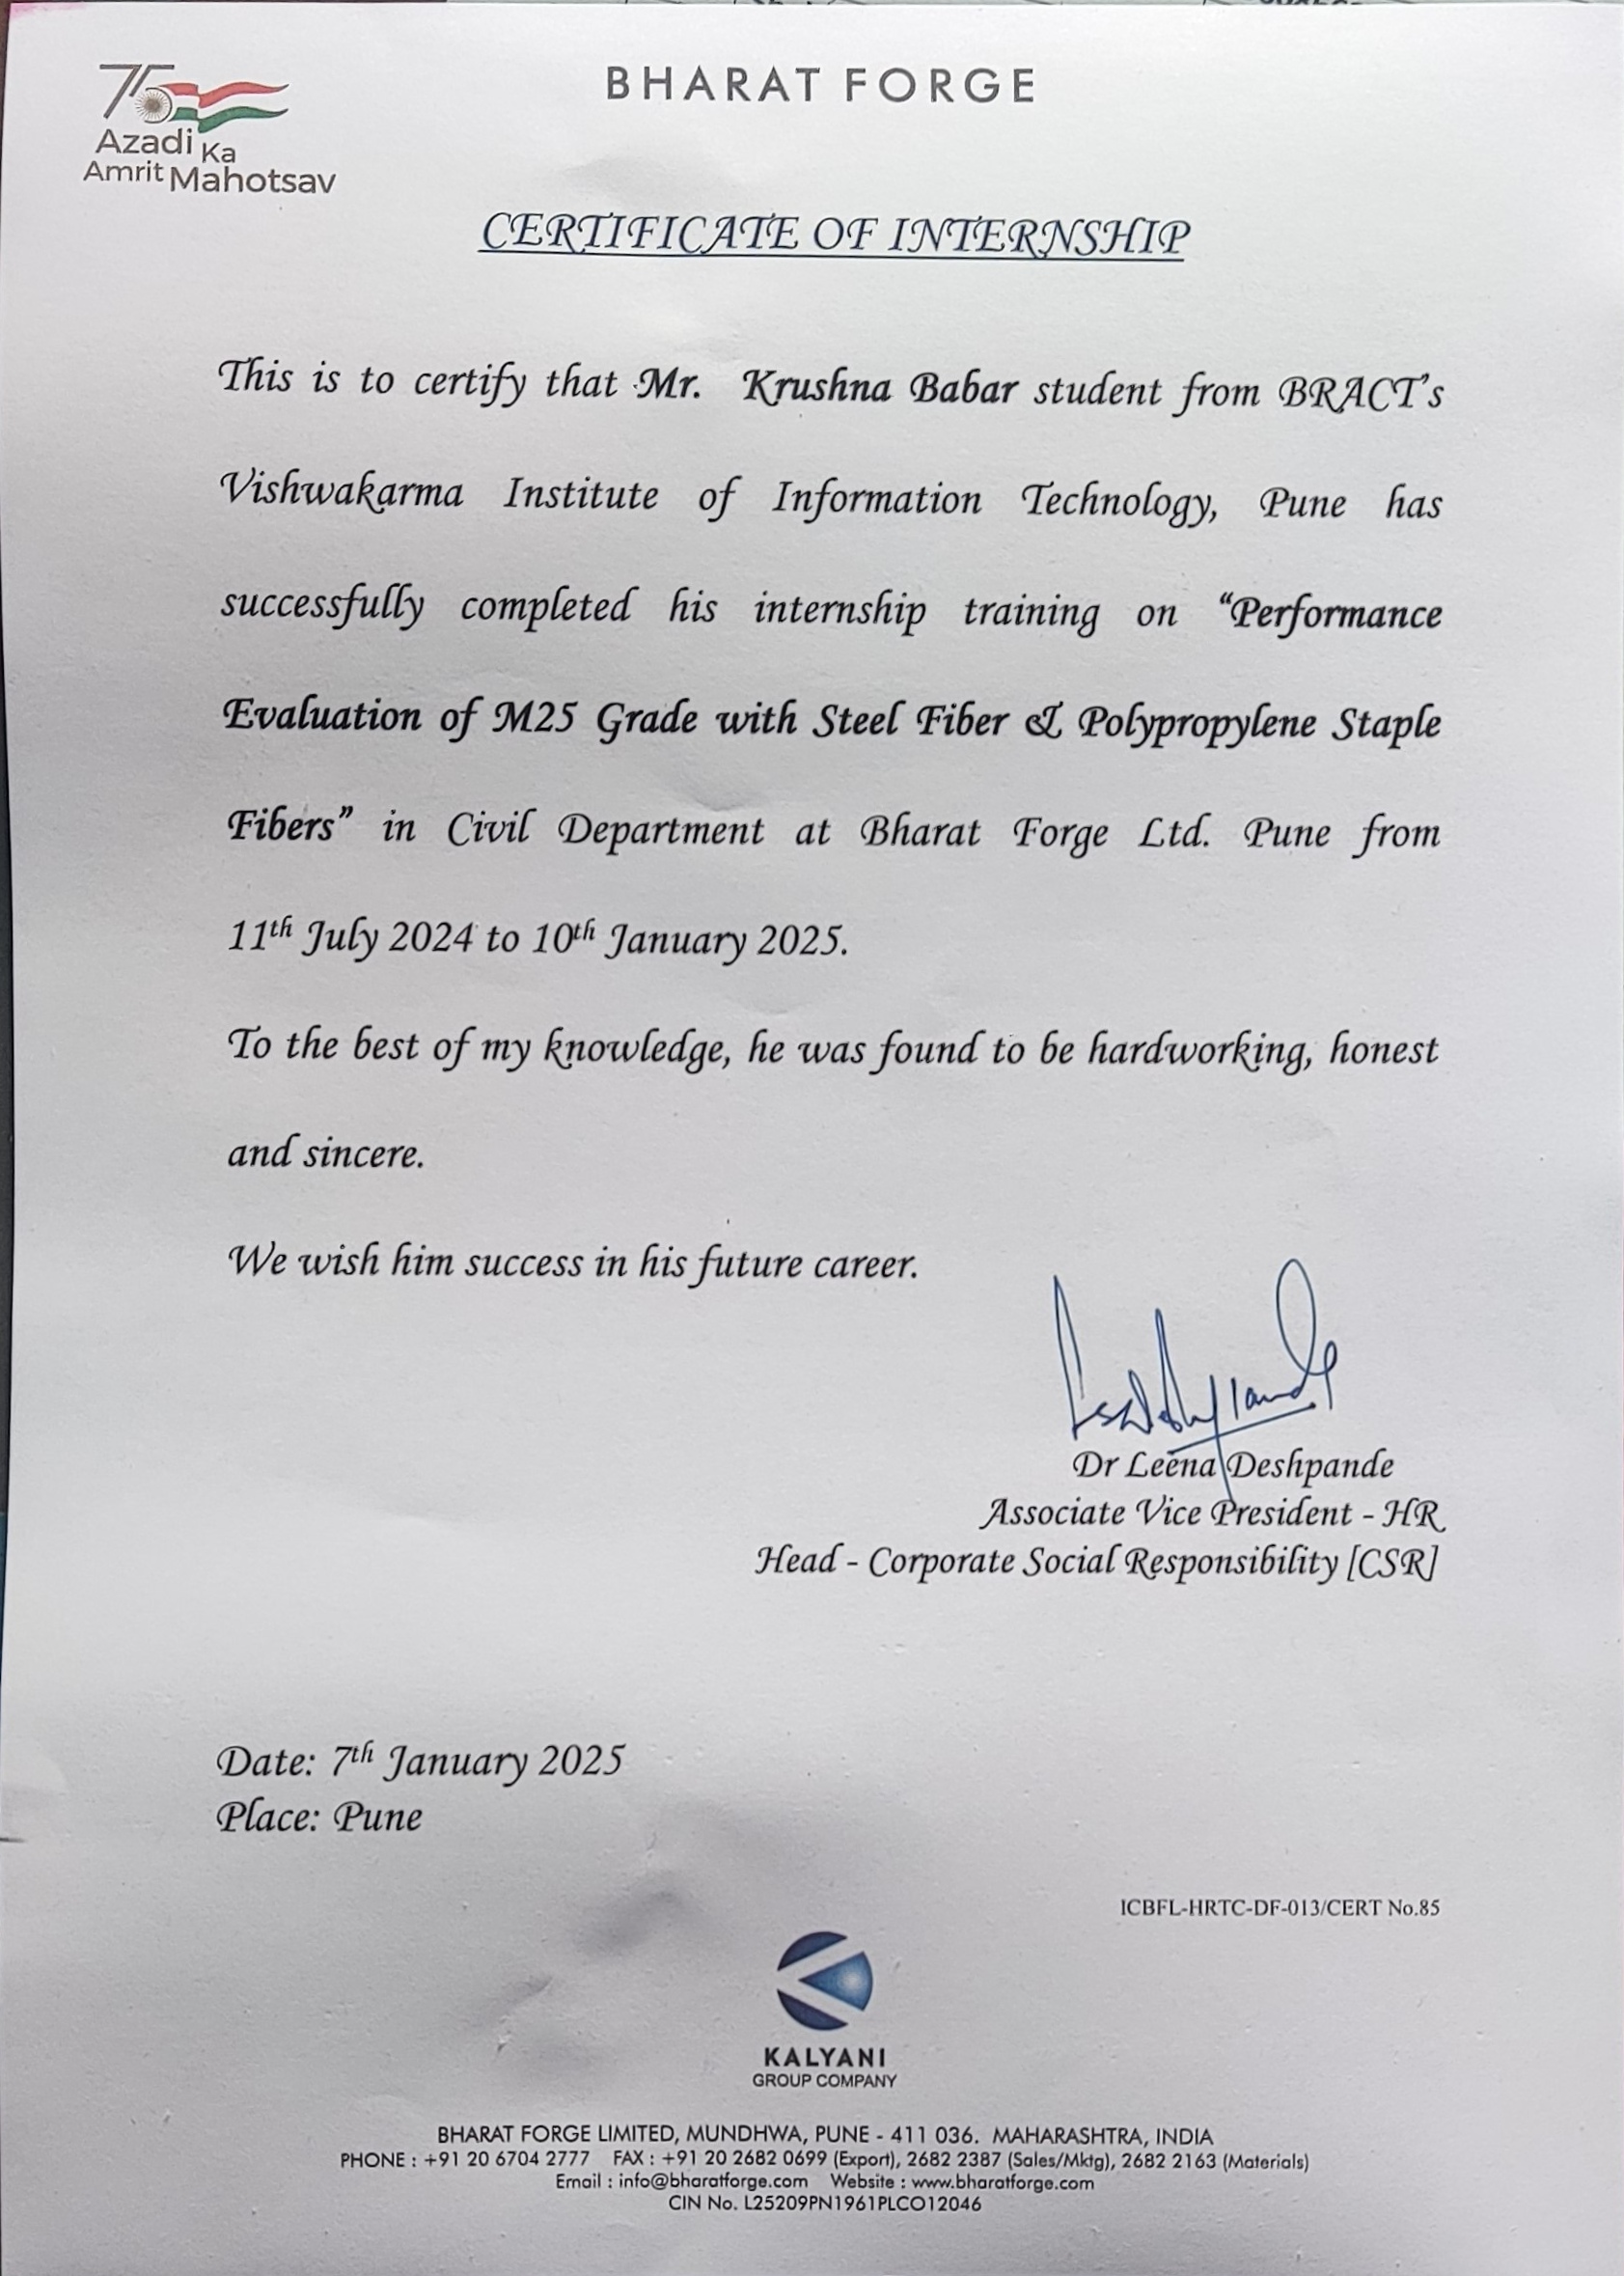 75
Azadi Ka
Amrit Mahotsav
BHARAT FORGE
CERTIFICATE OF INTERNSHIP
This is to certify that Mr. Krushna Babar student from BRACT's
Vishwakarma Institute of Information Technology, Pune has
successfully completed his internship training on “Performance
Evaluation of M25 Grade with Steel Fiber & Polypropylene Staple
Fibers” in Civil Department at Bharat Forge Ltd. Pune from
11th July 2024 to 10th January 2025.
To the best of my knowledge, he was found to be hardworking, honest
and sincere.
We wish him success in his future career.
Dr Leena Deshpande
Associate Vice President - HR
Head - Corporate Social Responsibility [CSR]
Date: 7th January 2025
Place: Pune
ICBFL-HRTC-DF-013/CERT No.85
KALYANI
GROUP COMPANY
BHARAT FORGE LIMITED, MUNDHWA, PUNE - 411 036. MAHARASHTRA, INDIA
PHONE : +91 20 6704 2777 FAX : +91 20 2682 0699 (Export), 2682 2387 (Sales/Mktg), 2682 2163 (Materials)
Email : info@bharatforge.com Website : www.bharatforge.com
CIN No. L25209PN1961PLCO12046